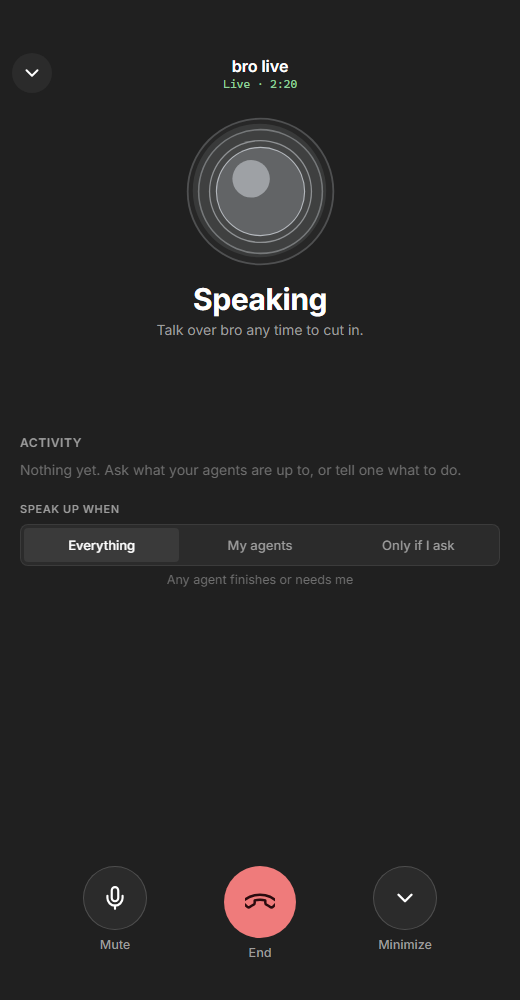 bro live
Live · 2:20
Speaking
Talk over bro any time to cut in.
ACTIVITY
Nothing yet. Ask what your agents are up to, or tell one what to do.
SPEAK UP WHEN
Everything My agents Only if I ask
Any agent finishes or needs me
Mute End Minimize